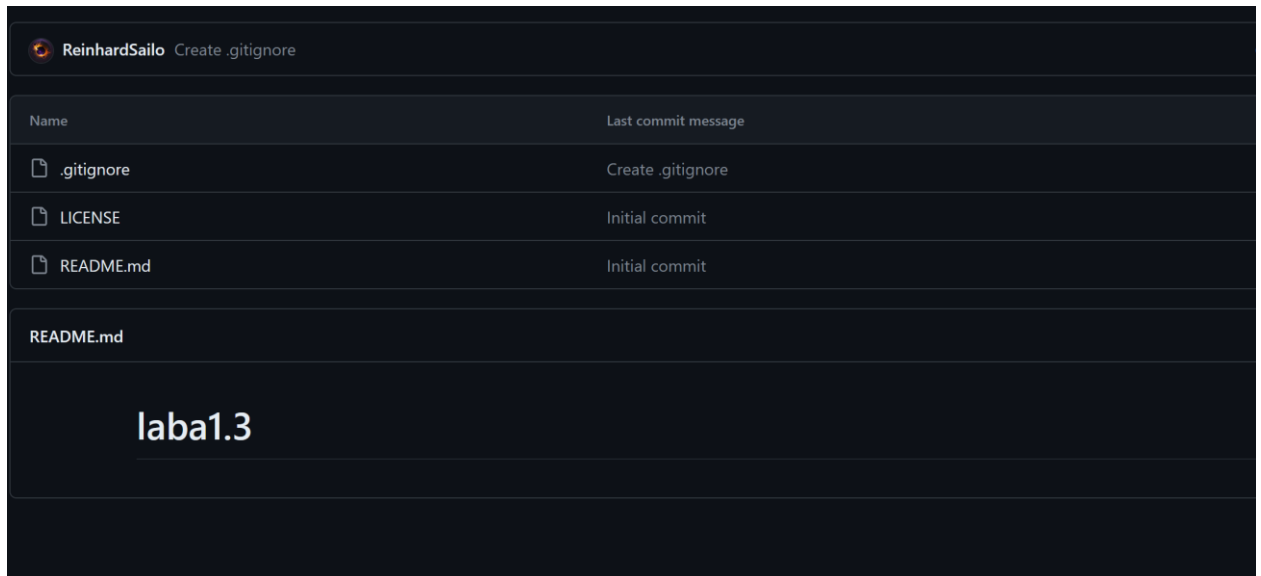 ReinhardSailo Create .gitignore
Name Last commit message
.gitignore Create .gitignore
LICENSE Initial commit
README.md Initial commit
README.md
laba1.3